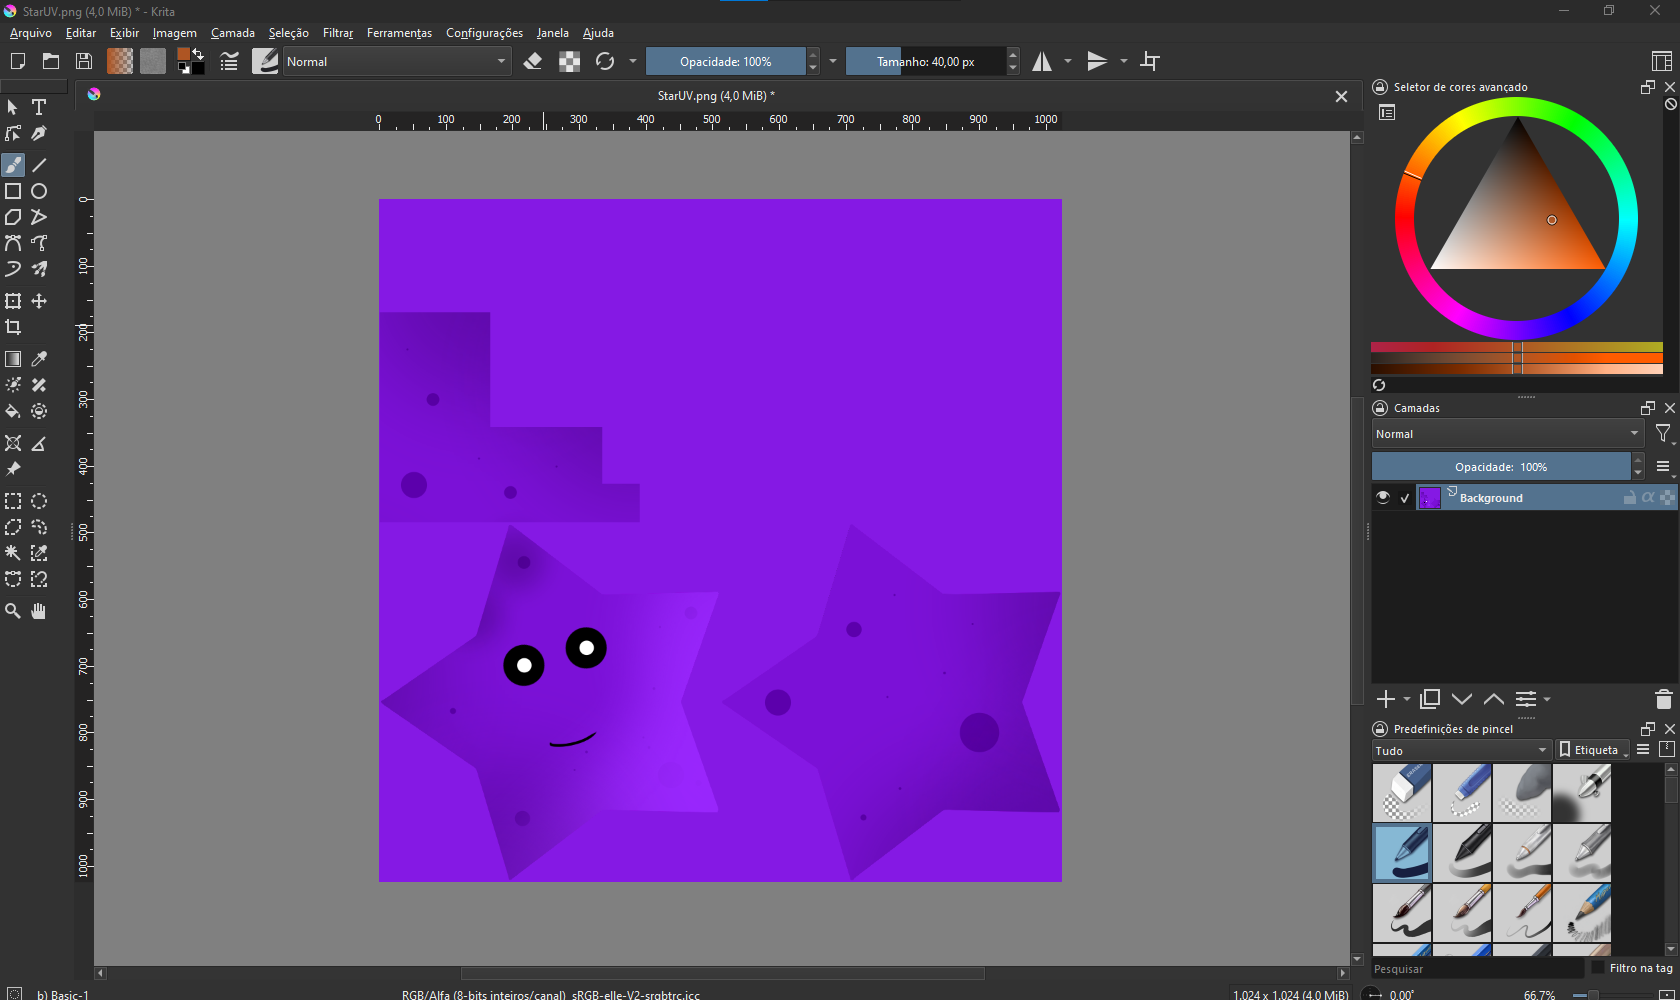 StarUV.png (4,0 MiB) * - Krita
Arquivo Editar Exibir Imagem Camada Seleção Filtrar Ferramentas Configurações Janela Ajuda
Normal Opacidade: 100% Tamanho: 40,00 px
StarUV.png (4,0 MiB) *
0 100 200 300 400 500 600 700 800 900 1000
0
100
200
300
400
500
600
700
800
900
1000
Seletor de cores avançado
Camadas
Normal
Opacidade: 100%
Background
Predefinições de pincel
Tudo Etiqueta
Pesquisar Filtro na tag
b) Basic-1 RGB/Alfa (8-bits inteiros/canal) sRGB-elle-V2-srgbtrc.icc 1.024 x 1.024 (4,0 MiB) 0,00° 66,7%